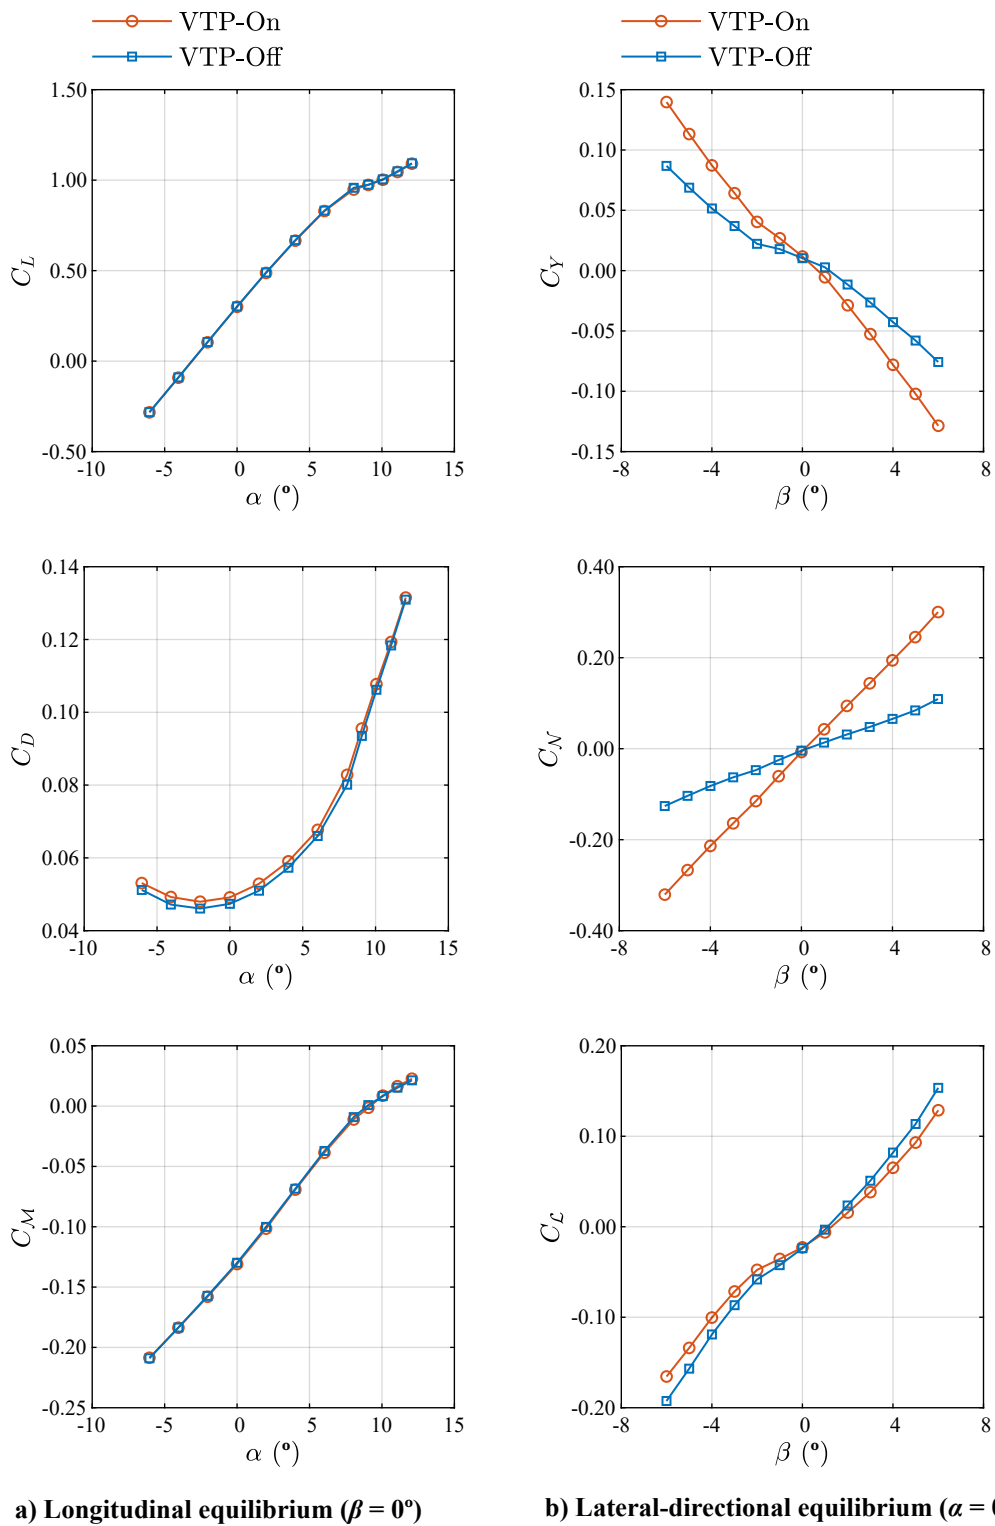 VTP-On
VTP-Off
1.50
1.00
0.50
0.00
-0.50
-10 -5 0 5 10 15
C_L
α (º)
VTP-On
VTP-Off
0.15
0.10
0.05
0.00
-0.05
-0.10
-0.15
-8 -4 0 4 8
C_Y
β (º)
0.14
0.12
0.10
0.08
0.06
0.04
-10 -5 0 5 10 15
C_D
α (º)
0.40
0.20
0.00
-0.20
-0.40
-8 -4 0 4 8
C_𝒩
β (º)
0.05
0.00
-0.05
-0.10
-0.15
-0.20
-0.25
-10 -5 0 5 10 15
C_ℳ
α (º)
0.20
0.10
0.00
-0.10
-0.20
-8 -4 0 4 8
C_ℒ
β (º)
a) Longitudinal equilibrium (β = 0º)
b) Lateral-directional equilibrium (α = 0